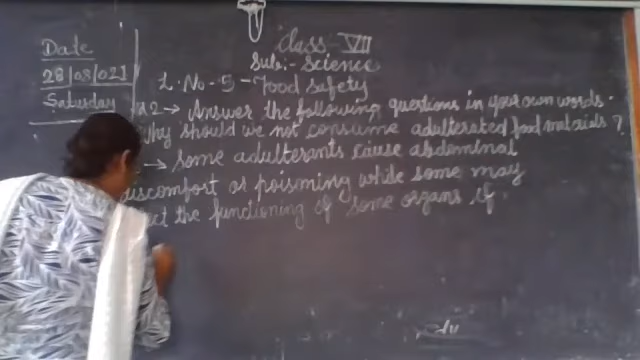 Date
28/08/021
Saturday
Class - VII
Sub:- Science
L. No - 5 - Food Safety
2 → Answer the following questions in your own words.
Why should we not consume adulterated food materials ?
→ Some adulterants cause abdominal
discomfort or poisoning while some may
the functioning of some organs if